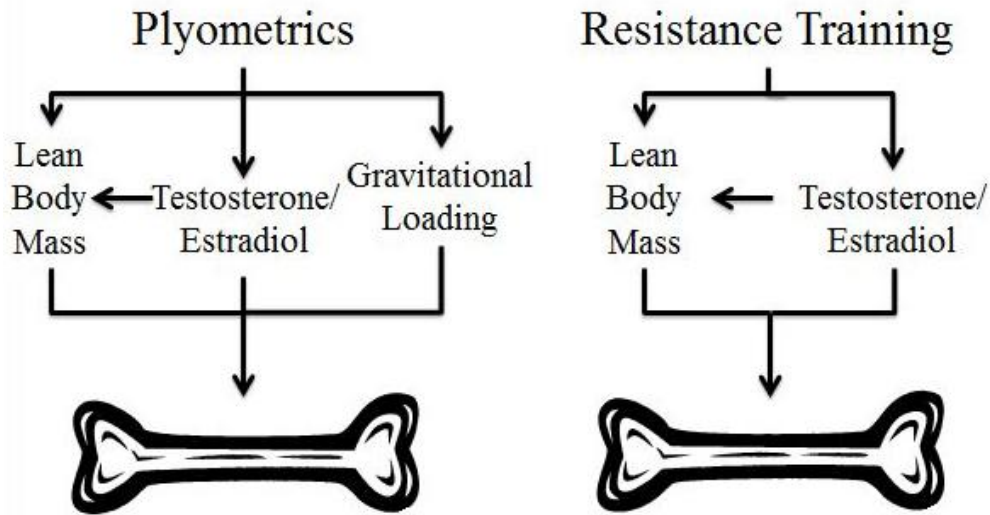 Plyometrics
Lean
Body
Mass
Testosterone/
Estradiol
Gravitational
Loading
Resistance Training
Lean
Body
Mass
Testosterone/
Estradiol